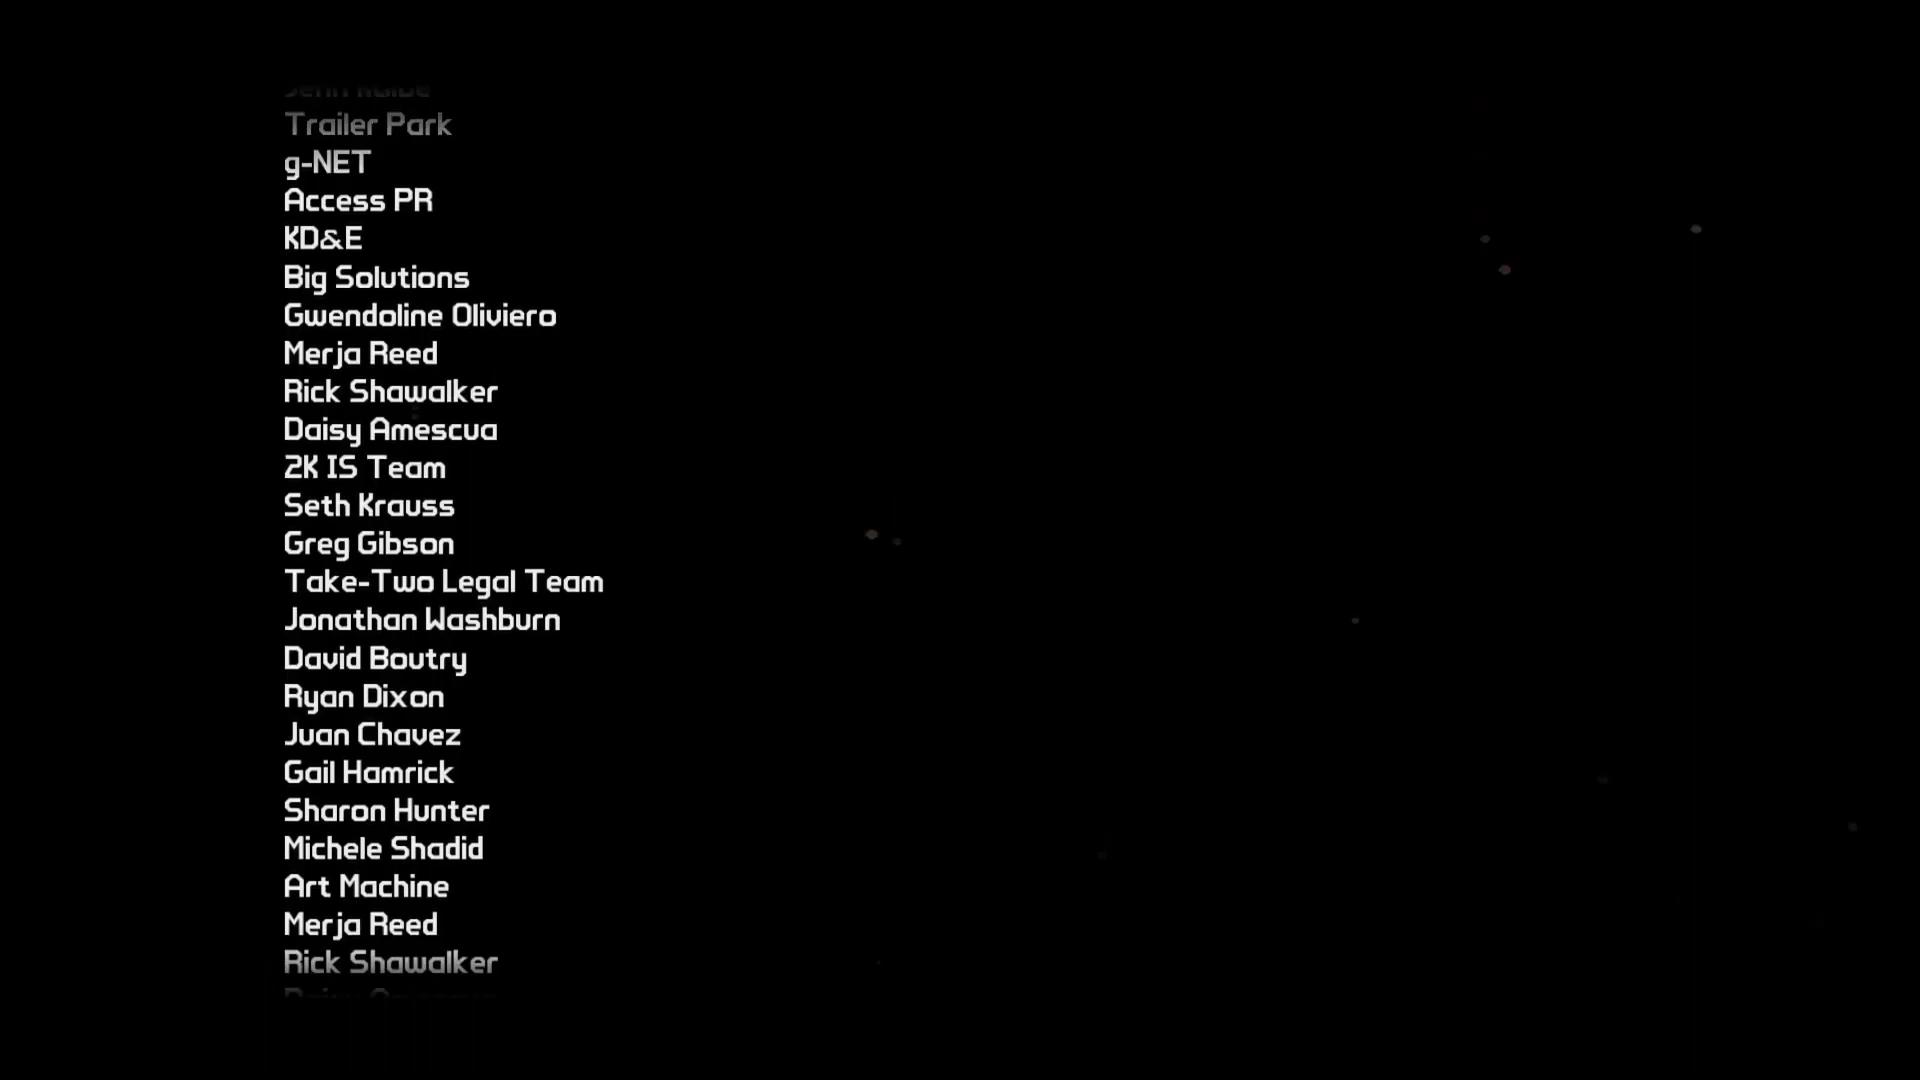 Trailer Park
g-NET
Access PR
KD&E
Big Solutions
Gwendoline Oliviero
Merja Reed
Rick Shawalker
Daisy Amescua
2K IS Team
Seth Krauss
Greg Gibson
Take-Two Legal Team
Jonathan Washburn
David Boutry
Ryan Dixon
Juan Chavez
Gail Hamrick
Sharon Hunter
Michele Shadid
Art Machine
Merja Reed
Rick Shawalker